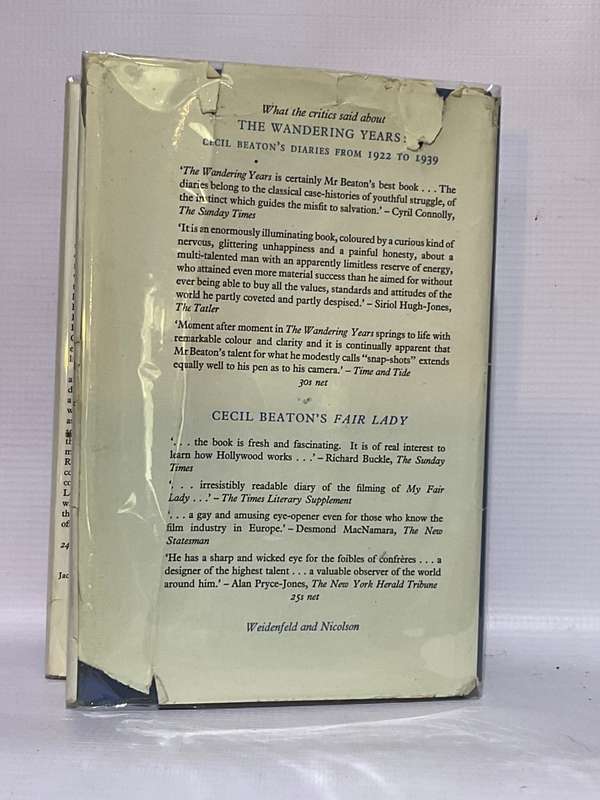 What the critics said about
THE WANDERING YEARS:
CECIL BEATON'S DIARIES FROM 1922 TO 1939
'The Wandering Years is certainly Mr Beaton's best book . . . The
diaries belong to the classical case-histories of youthful struggle, of
the instinct which guides the misfit to salvation.' – Cyril Connolly,
The Sunday Times
'It is an enormously illuminating book, coloured by a curious kind of
nervous, glittering unhappiness and a painful honesty, about a
multi-talented man with an apparently limitless reserve of energy,
who attained even more material success than he aimed for without
ever being able to buy all the values, standards and attitudes of the
world he partly coveted and partly despised.' – Siriol Hugh-Jones,
The Tatler
'Moment after moment in The Wandering Years springs to life with
remarkable colour and clarity and it is continually apparent that
Mr Beaton's talent for what he modestly calls "snap-shots" extends
equally well to his pen as to his camera.' – Time and Tide
30s net
CECIL BEATON'S FAIR LADY
'. . . the book is fresh and fascinating. It is of real interest to
learn how Hollywood works . . .' – Richard Buckle, The Sunday
Times
'. . . irresistibly readable diary of the filming of My Fair
Lady . . .' – The Times Literary Supplement
'. . . a gay and amusing eye-opener even for those who know the
film industry in Europe.' – Desmond MacNamara, The New
Statesman
'He has a sharp and wicked eye for the foibles of confrères . . . a
designer of the highest talent . . . a valuable observer of the world
around him.' – Alan Pryce-Jones, The New York Herald Tribune
25s net
Weidenfeld and Nicolson